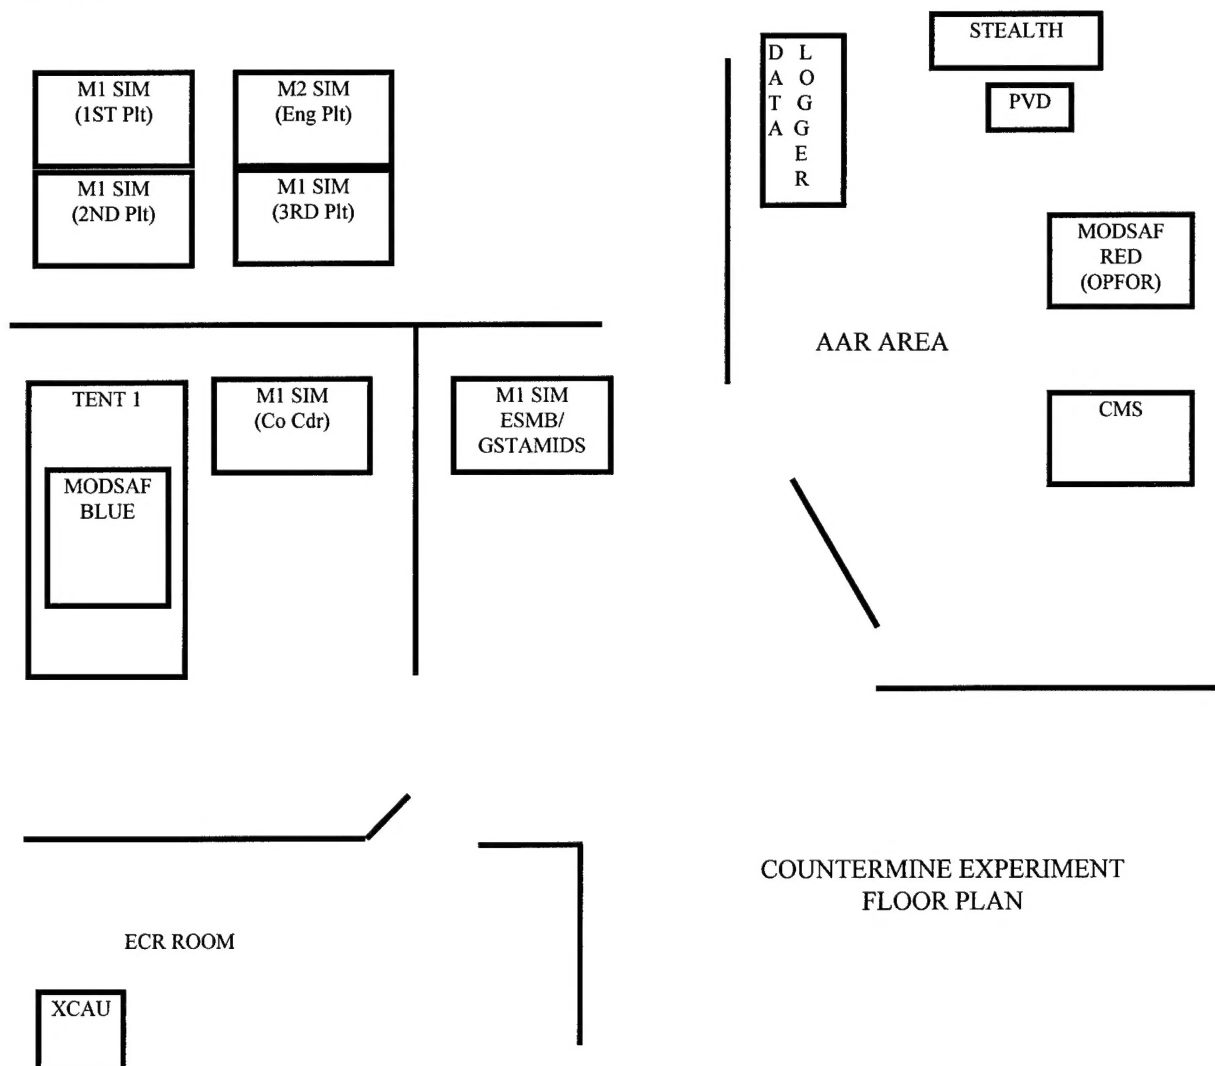 M1 SIM
(1ST Plt)
M2 SIM
(Eng Plt)
M1 SIM
(2ND Plt)
M1 SIM
(3RD Plt)
DATA
LOGGER
STEALTH
PVD
MODSAF
RED
(OPFOR)
AAR AREA
CMS
TENT 1
MODSAF
BLUE
M1 SIM
(Co Cdr)
M1 SIM
ESMB/
GSTAMIDS
COUNTERMINE EXPERIMENT
FLOOR PLAN
ECR ROOM
XCAU